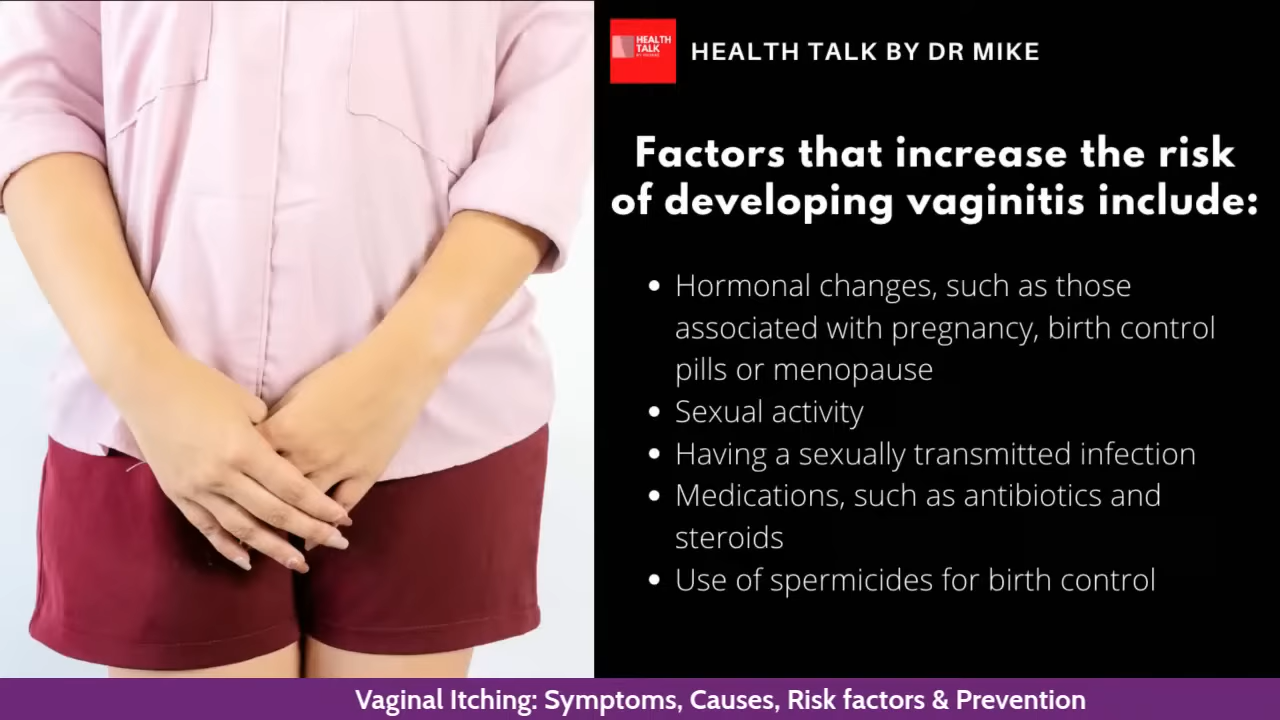 HEALTH
TALK
HEALTH TALK BY DR MIKE
Factors that increase the risk
of developing vaginitis include:
• Hormonal changes, such as those
associated with pregnancy, birth control
pills or menopause
• Sexual activity
• Having a sexually transmitted infection
• Medications, such as antibiotics and
steroids
• Use of spermicides for birth control
Vaginal Itching: Symptoms, Causes, Risk factors & Prevention